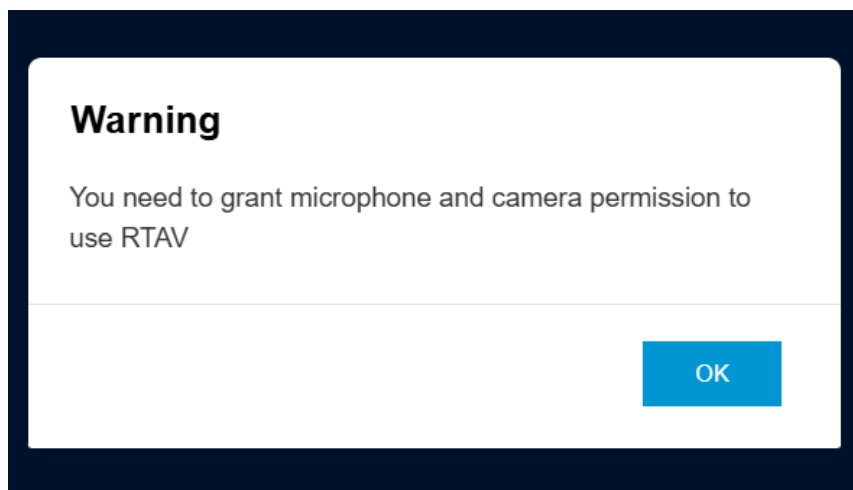 Warning
You need to grant microphone and camera permission to
use RTAV
OK